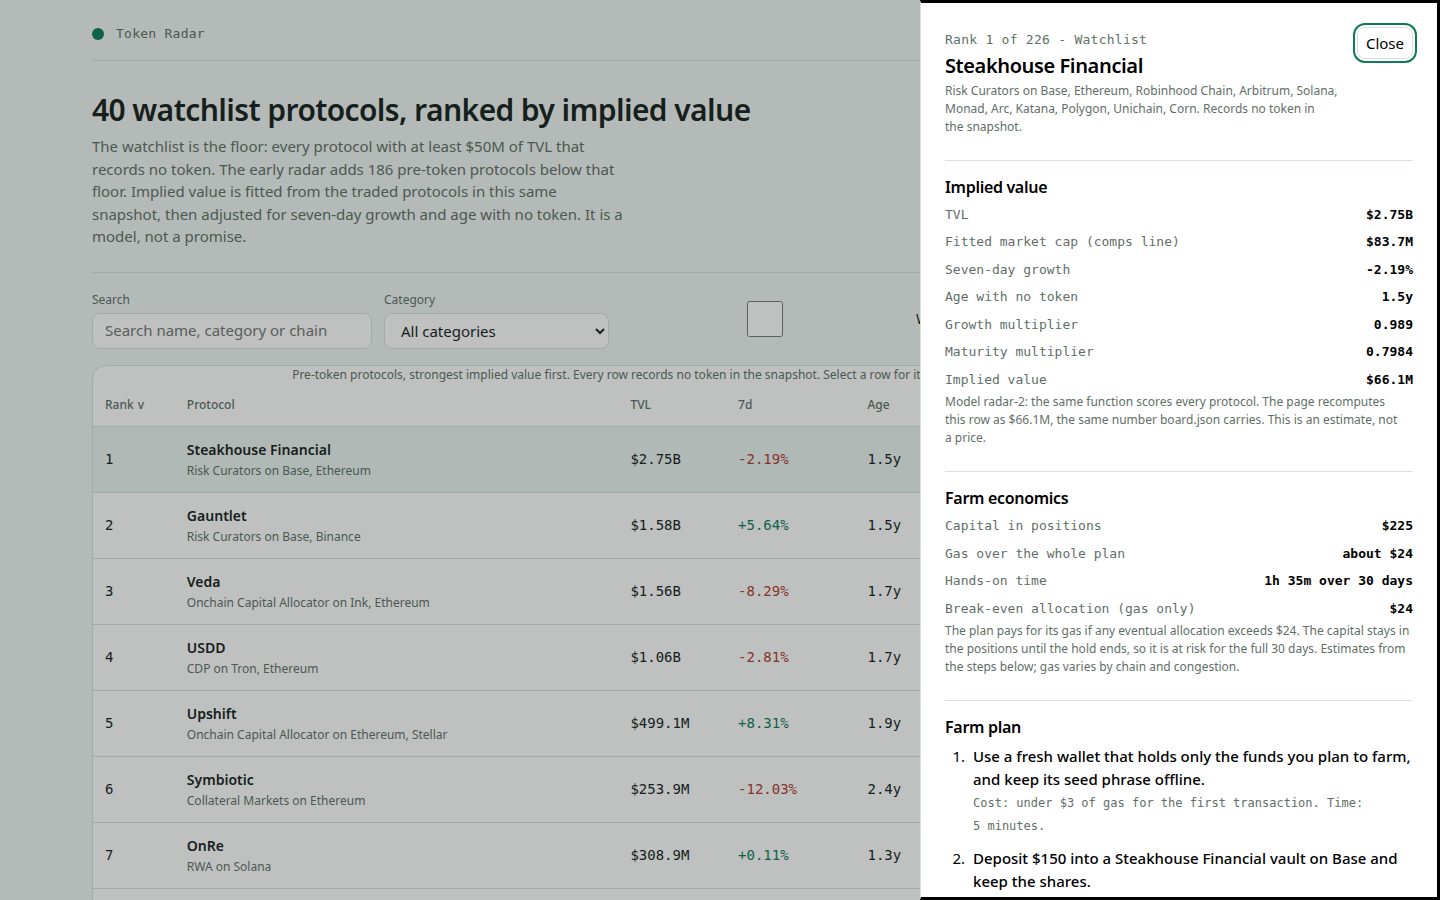 Token Radar
40 watchlist protocols, ranked by implied value
The watchlist is the floor: every protocol with at least $50M of TVL that
records no token. The early radar adds 186 pre-token protocols below that
floor. Implied value is fitted from the traded protocols in this same
snapshot, then adjusted for seven-day growth and age with no token. It is a
model, not a promise.
Search
Category
Search name, category or chain
All categories
Pre-token protocols, strongest implied value first. Every row records no token in the snapshot. Select a row for it
Rank v Protocol TVL 7d Age
1 Steakhouse Financial $2.75B -2.19% 1.5y
Risk Curators on Base, Ethereum
2 Gauntlet $1.58B +5.64% 1.5y
Risk Curators on Base, Binance
3 Veda $1.56B -8.29% 1.7y
Onchain Capital Allocator on Ink, Ethereum
4 USDD $1.06B -2.81% 1.7y
CDP on Tron, Ethereum
5 Upshift $499.1M +8.31% 1.9y
Onchain Capital Allocator on Ethereum, Stellar
6 Symbiotic $253.9M -12.03% 2.4y
Collateral Markets on Ethereum
7 OnRe $308.9M +0.11% 1.3y
RWA on Solana
Rank 1 of 226 - Watchlist
Close
Steakhouse Financial
Risk Curators on Base, Ethereum, Robinhood Chain, Arbitrum, Solana,
Monad, Arc, Katana, Polygon, Unichain, Corn. Records no token in
the snapshot.
Implied value
TVL $2.75B
Fitted market cap (comps line) $83.7M
Seven-day growth -2.19%
Age with no token 1.5y
Growth multiplier 0.989
Maturity multiplier 0.7984
Implied value $66.1M
Model radar-2: the same function scores every protocol. The page recomputes
this row as $66.1M, the same number board.json carries. This is an estimate, not
a price.
Farm economics
Capital in positions $225
Gas over the whole plan about $24
Hands-on time 1h 35m over 30 days
Break-even allocation (gas only) $24
The plan pays for its gas if any eventual allocation exceeds $24. The capital stays in
the positions until the hold ends, so it is at risk for the full 30 days. Estimates from
the steps below; gas varies by chain and congestion.
Farm plan
1. Use a fresh wallet that holds only the funds you plan to farm,
and keep its seed phrase offline.
Cost: under $3 of gas for the first transaction. Time:
5 minutes.
2. Deposit $150 into a Steakhouse Financial vault on Base and
keep the shares.